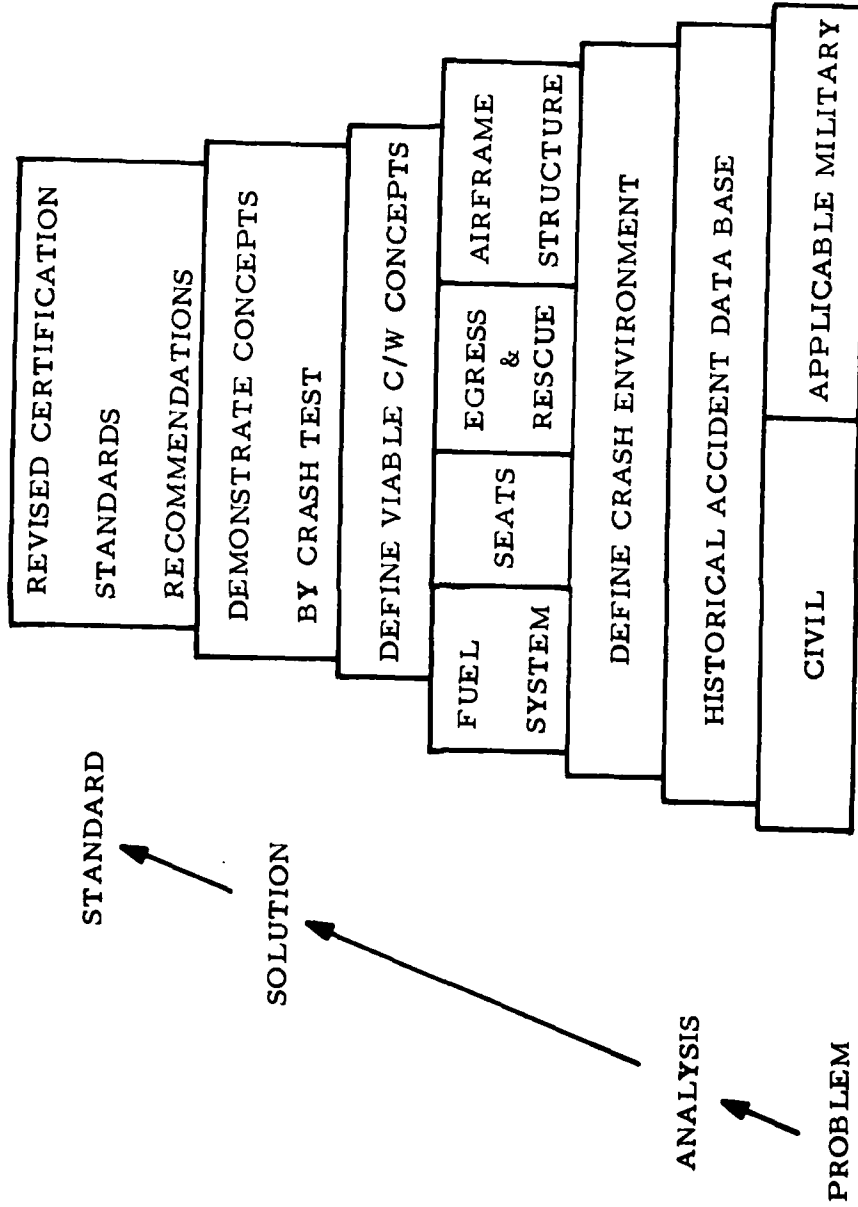 STANDARD
SOLUTION
ANALYSIS
PROBLEM
REVISED CERTIFICATION
STANDARDS
RECOMMENDATIONS
DEMONSTRATE CONCEPTS
BY CRASH TEST
DEFINE VIABLE C/W CONCEPTS
FUEL
SYSTEM
SEATS
EGRESS
&
RESCUE
AIRFRAME
STRUCTURE
DEFINE CRASH ENVIRONMENT
HISTORICAL ACCIDENT DATA BASE
CIVIL
APPLICABLE MILITARY